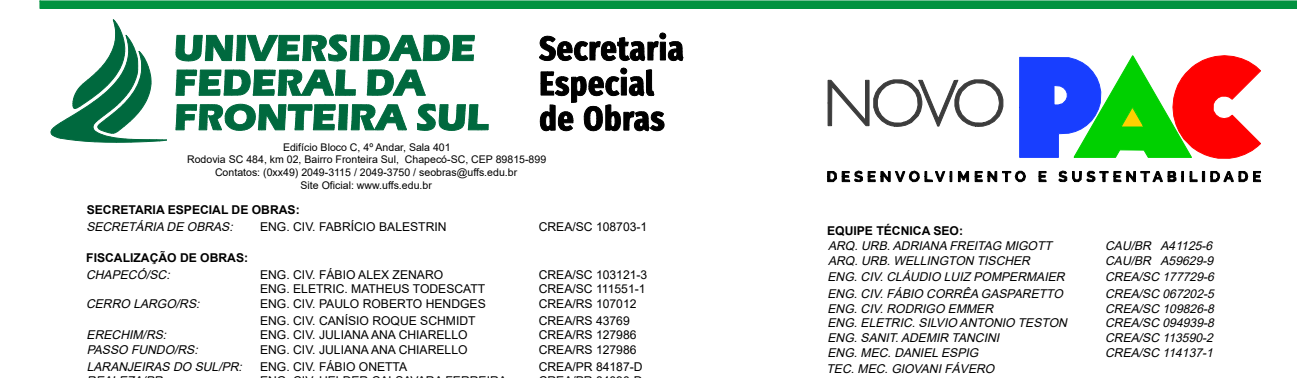 UNIVERSIDADE
FEDERAL DA
FRONTEIRA SUL
Secretaria
Especial
de Obras
Edifício Bloco C, 4º Andar, Sala 401
Rodovia SC 484, km 02, Bairro Fronteira Sul, Chapecó-SC, CEP 89815-899
Contatos: (0xx49) 2049-3115 / 2049-3750 / seobras@uffs.edu.br
Site Oficial: www.uffs.edu.br
SECRETARIA ESPECIAL DE OBRAS:
SECRETÁRIA DE OBRAS: ENG. CIV. FABRÍCIO BALESTRIN CREA/SC 108703-1
FISCALIZAÇÃO DE OBRAS:
CHAPECÓ/SC: ENG. CIV. FÁBIO ALEX ZENARO CREA/SC 103121-3
ENG. ELETRIC. MATHEUS TODESCATT CREA/SC 111551-1
CERRO LARGO/RS: ENG. CIV. PAULO ROBERTO HENDGES CREA/RS 107012
ENG. CIV. CANÍSIO ROQUE SCHMIDT CREA/RS 43769
ERECHIM/RS: ENG. CIV. JULIANA ANA CHIARELLO CREA/RS 127986
PASSO FUNDO/RS: ENG. CIV. JULIANA ANA CHIARELLO CREA/RS 127986
LARANJEIRAS DO SUL/PR: ENG. CIV. FÁBIO ONETTA CREA/PR 84187-D
NOVO PAC
DESENVOLVIMENTO E SUSTENTABILIDADE
EQUIPE TÉCNICA SEO:
ARQ. URB. ADRIANA FREITAG MIGOTT CAU/BR A41125-6
ARQ. URB. WELLINGTON TISCHER CAU/BR A59629-9
ENG. CIV. CLÁUDIO LUIZ POMPERMAIER CREA/SC 177729-6
ENG. CIV. FÁBIO CORRÊA GASPARETTO CREA/SC 067202-5
ENG. CIV. RODRIGO EMMER CREA/SC 109826-8
ENG. ELETRIC. SILVIO ANTONIO TESTON CREA/SC 094939-8
ENG. SANIT. ADEMIR TANCINI CREA/SC 113590-2
ENG. MEC. DANIEL ESPIG CREA/SC 114137-1
TEC. MEC. GIOVANI FÁVERO